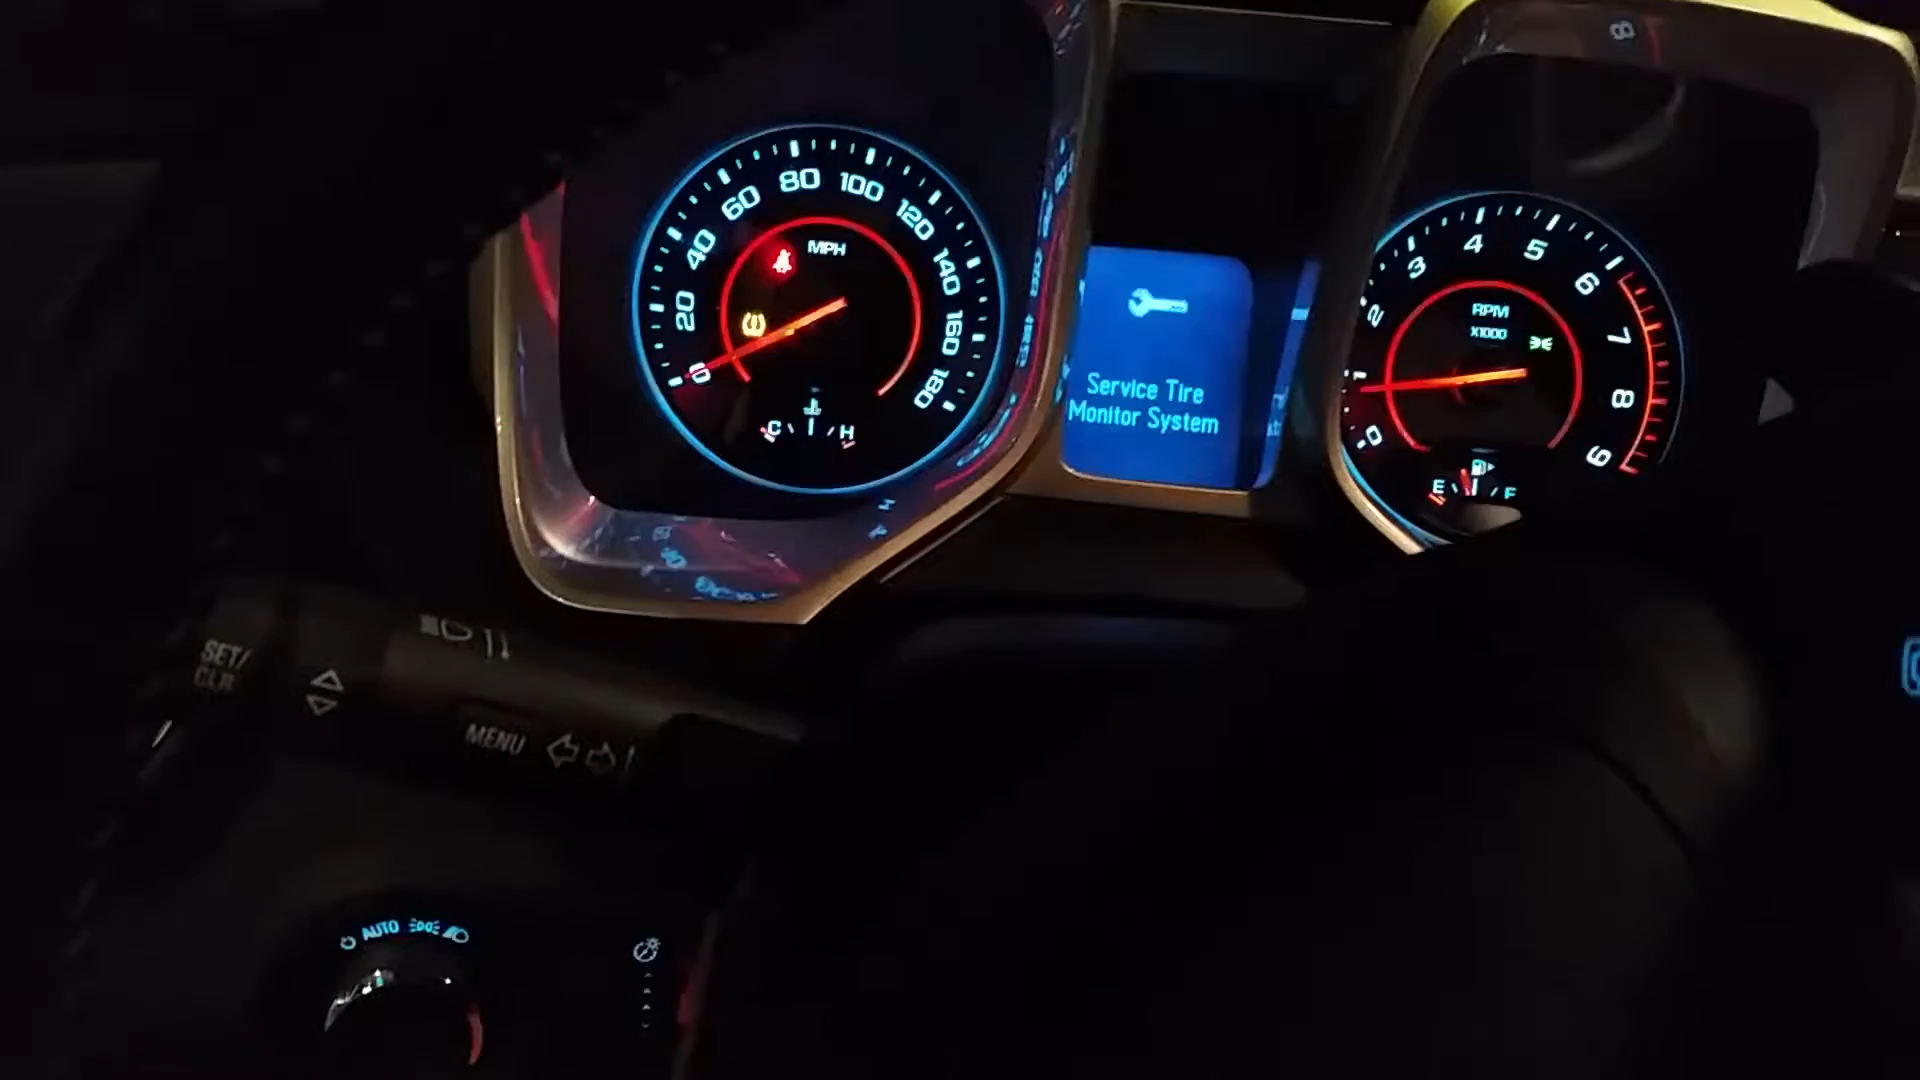 60 80 100
120
40
MPH
140
20
160
0
180
C H
Service Tire
Monitor System
8
4 5
3
6
2
RPM
X1000
7
1
8
0
9
E F
SET/
CLR
MENU
AUTO